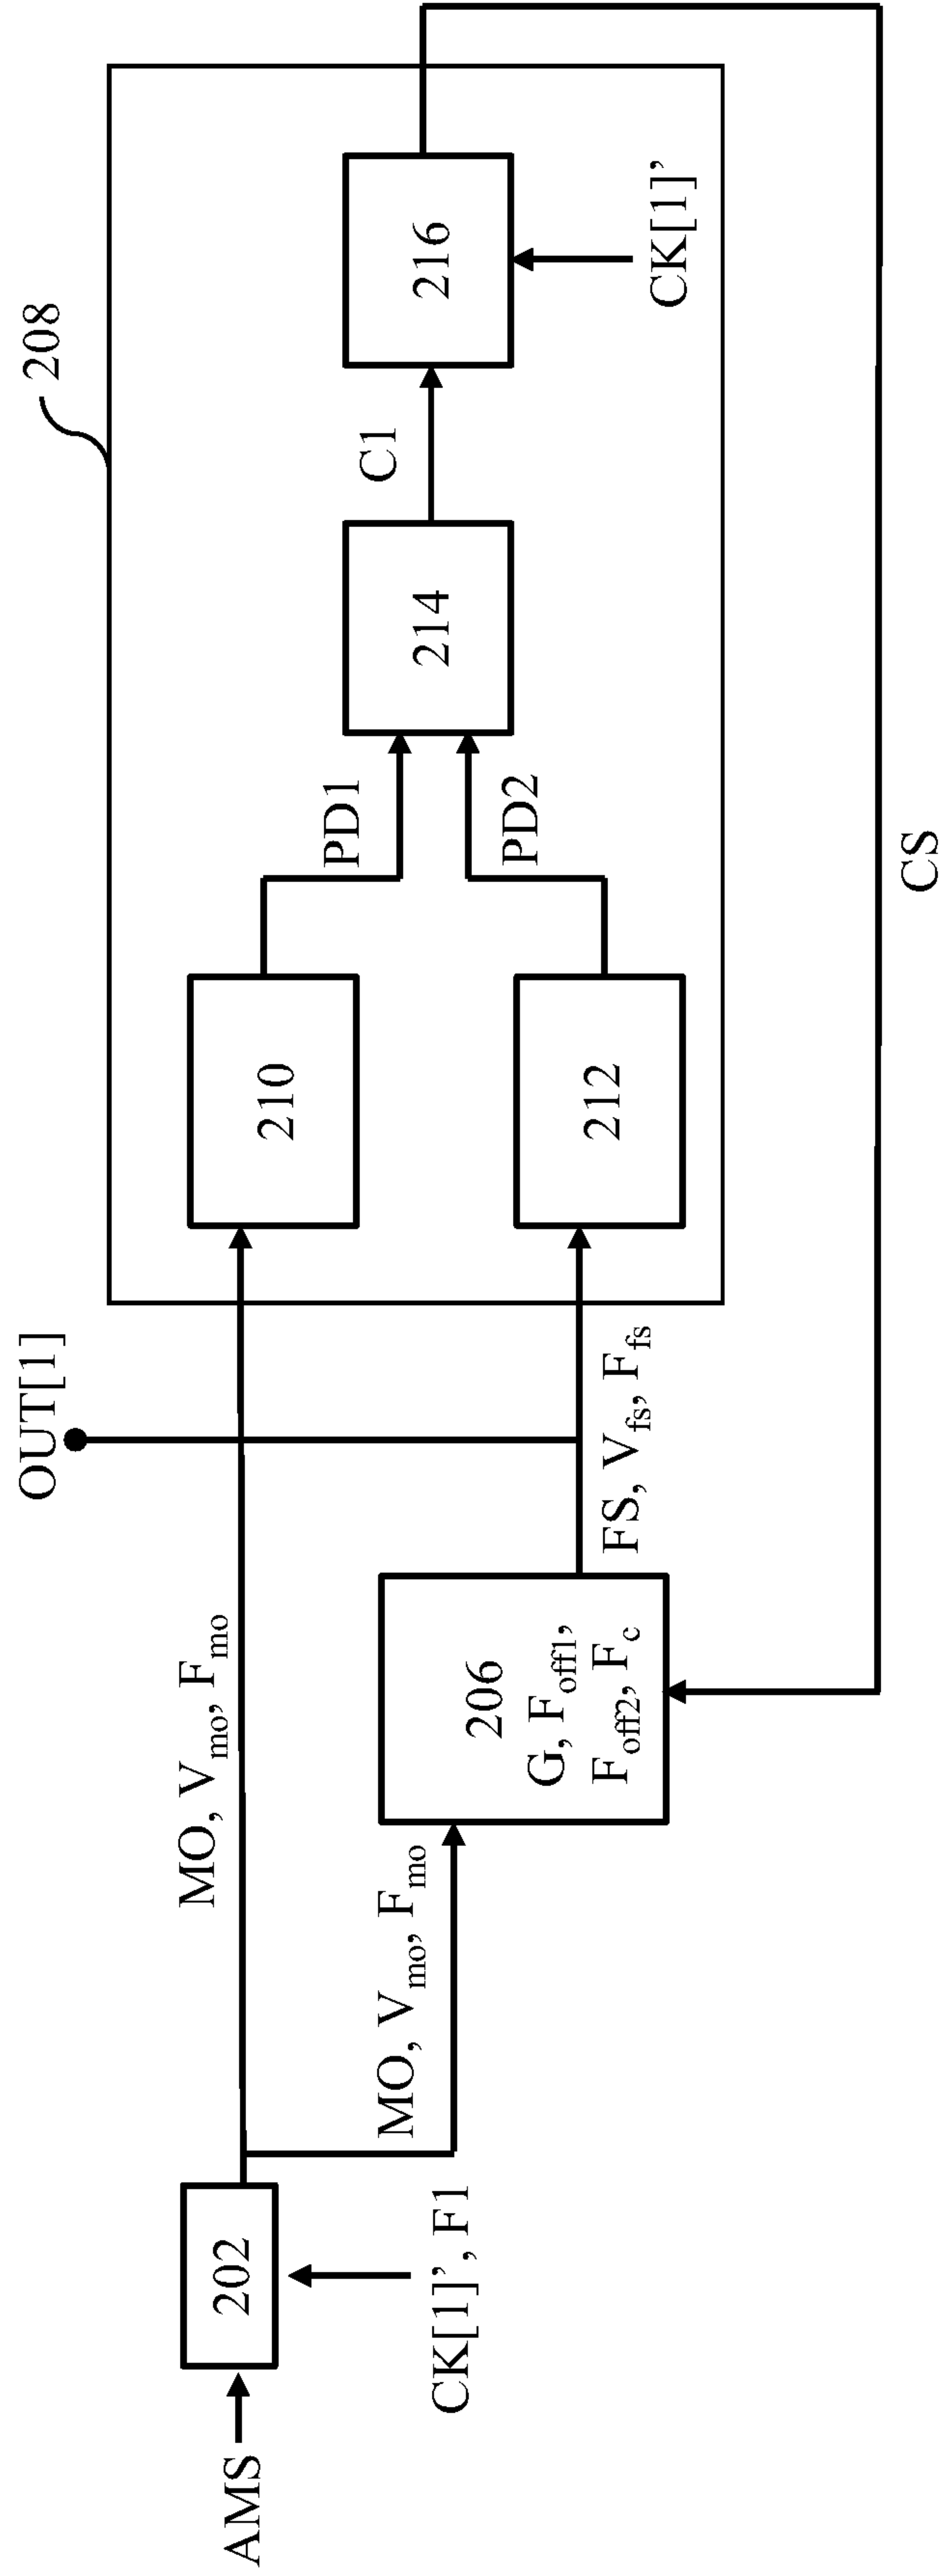 208
OUT[1]
MO, Vmo, Fmo
210
PD1
C1
214
216
CK[1]’
PD2
212
AMS
202
CK[1]’, F1
MO, Vmo, Fmo
206
G, Foff1,
Foff2, Fc
FS, Vfs, Ffs
CS